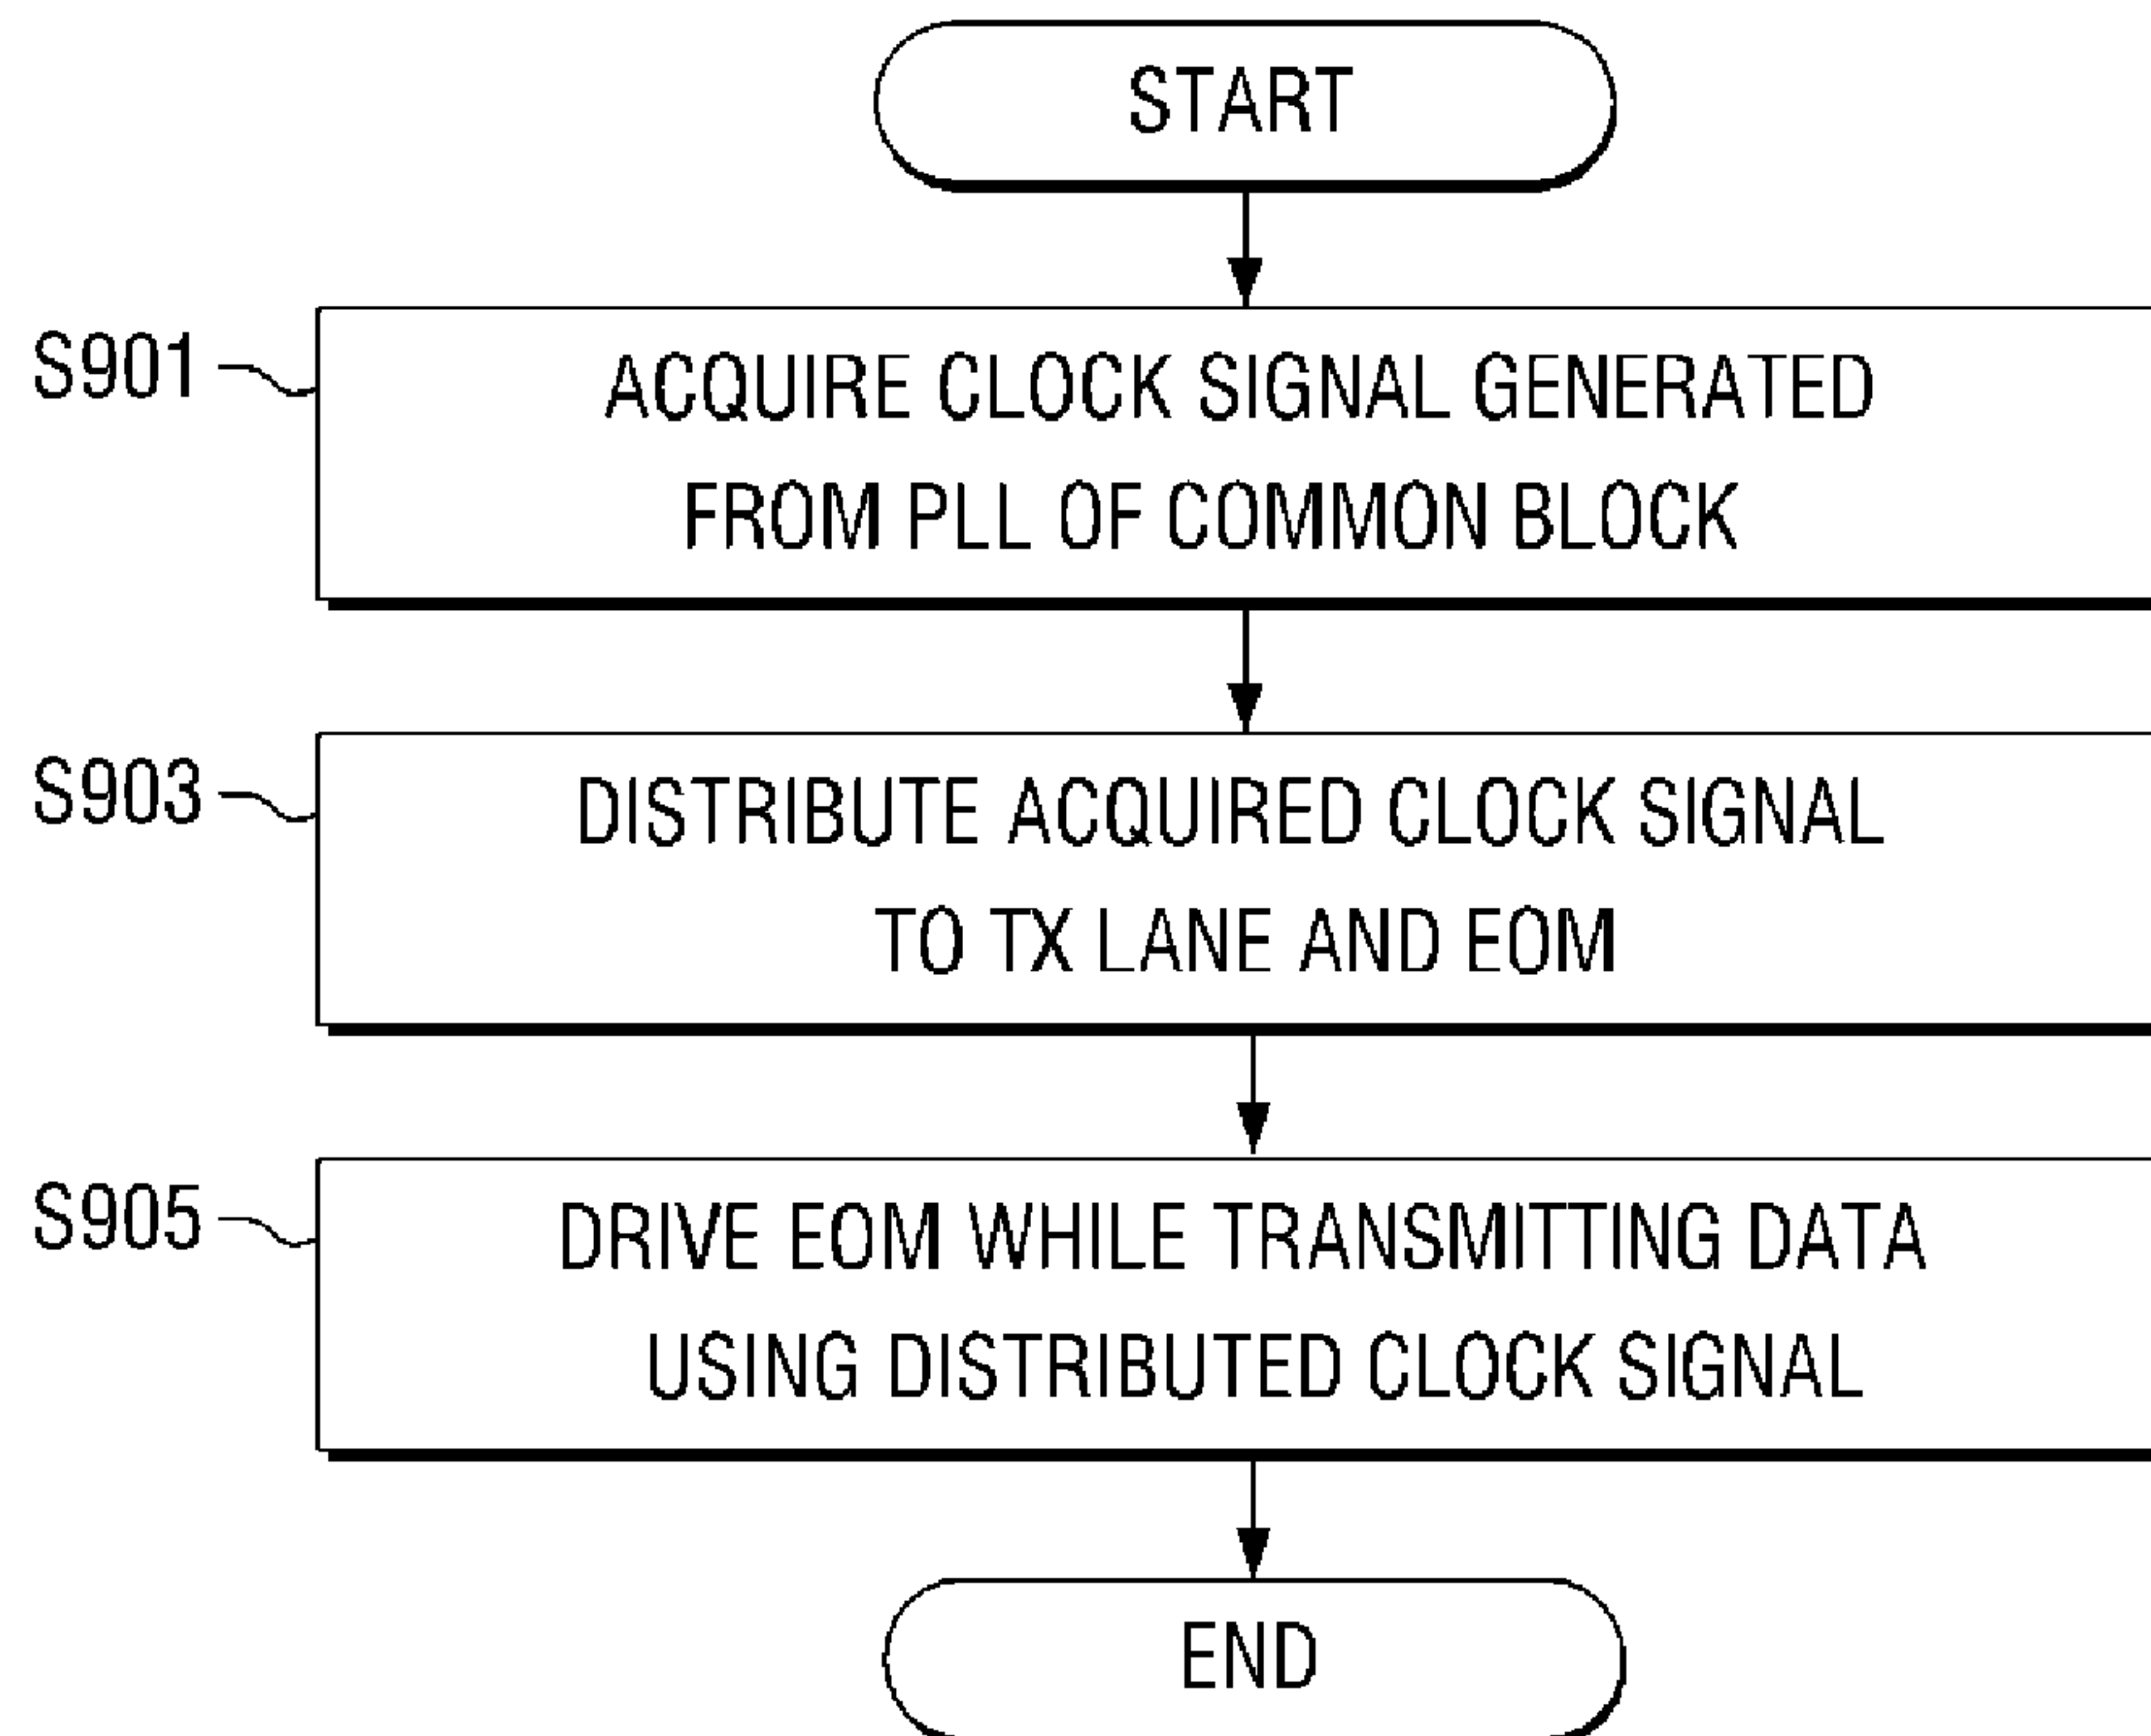 START
S901
ACQUIRE CLOCK SIGNAL GENERATED
FROM PLL OF COMMON BLOCK
S903
DISTRIBUTE ACQUIRED CLOCK SIGNAL
TO TX LANE AND EOM
S905
DRIVE EOM WHILE TRANSMITTING DATA
USING DISTRIBUTED CLOCK SIGNAL
END